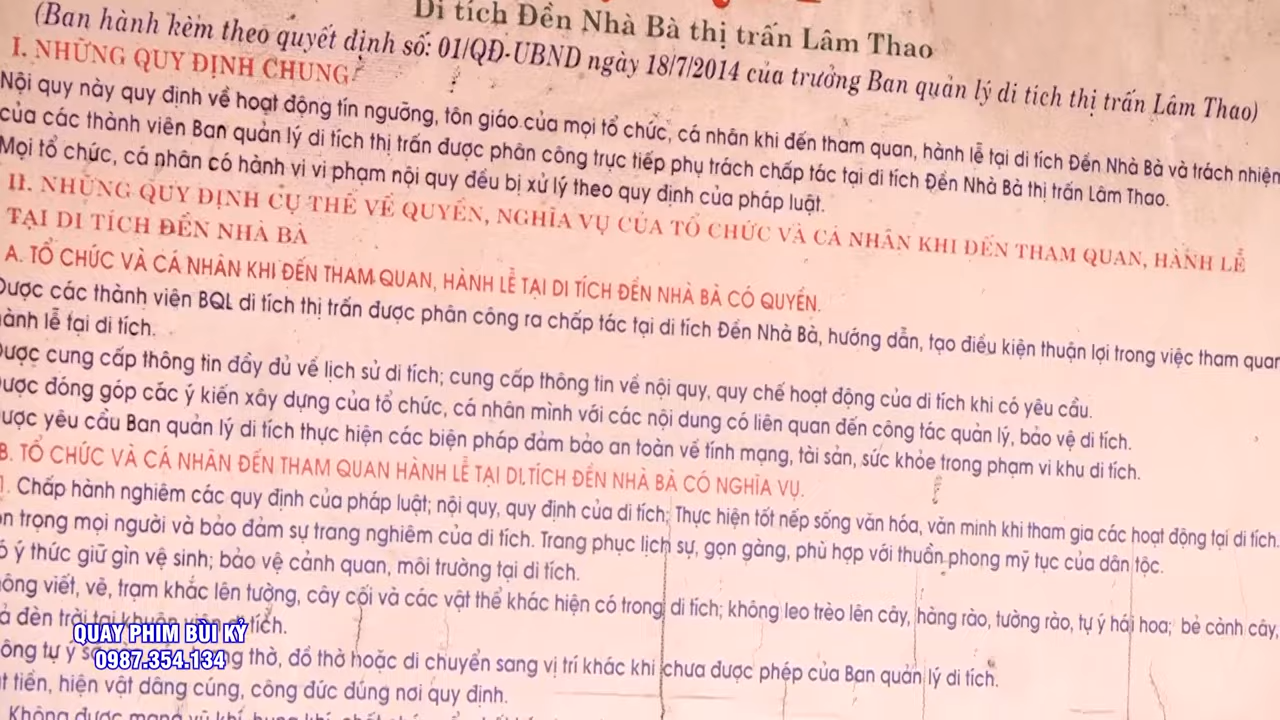 Di tích Đền Nhà Bà thị trấn Lâm Thao
(Ban hành kèm theo quyết định số: 01/QĐ-UBND ngày 18/7/2014 của trưởng Ban quản lý di tích thị trấn Lâm Thao)
I. NHỮNG QUY ĐỊNH CHUNG
Nội quy này quy định về hoạt động tín ngưỡng, tôn giáo của mọi tổ chức, cá nhân khi đến tham quan, hành lễ tại di tích Đền Nhà Bà và trách nhiệm
của các thành viên Ban quản lý di tích thị trấn được phân công trực tiếp phụ trách chấp tác tại di tích Đền Nhà Bà thị trấn Lâm Thao.
Mọi tổ chức, cá nhân có hành vi vi phạm nội quy đều bị xử lý theo quy định của pháp luật.
II. NHỮNG QUY ĐỊNH CỤ THỂ VỀ QUYỀN, NGHĨA VỤ CỦA TỔ CHỨC VÀ CÁ NHÂN KHI ĐẾN THAM QUAN, HÀNH LỄ
TẠI DI TÍCH ĐỀN NHÀ BÀ
A. TỔ CHỨC VÀ CÁ NHÂN KHI ĐẾN THAM QUAN, HÀNH LỄ TẠI DI TÍCH ĐỀN NHÀ BÀ CÓ QUYỀN.
Được các thành viên BQL di tích thị trấn được phân công ra chấp tác tại di tích Đền Nhà Bà, hướng dẫn, tạo điều kiện thuận lợi trong việc tham quan
hành lễ tại di tích.
Được cung cấp thông tin đầy đủ về lịch sử di tích; cung cấp thông tin về nội quy, quy chế hoạt động của di tích khi có yêu cầu.
Được đóng góp các ý kiến xây dựng của tổ chức, cá nhân mình với các nội dung có liên quan đến công tác quản lý, bảo vệ di tích.
Được yêu cầu Ban quản lý di tích thực hiện các biện pháp đảm bảo an toàn về tính mạng, tài sản, sức khỏe trong phạm vi khu di tích.
B. TỔ CHỨC VÀ CÁ NHÂN ĐẾN THAM QUAN HÀNH LỄ TẠI DI TÍCH ĐỀN NHÀ BÀ CÓ NGHĨA VỤ.
1. Chấp hành nghiêm các quy định của pháp luật; nội quy, quy định của di tích; Thực hiện tốt nếp sống văn hóa, văn minh khi tham gia các hoạt động tại di tích.
trọng mọi người và bảo đảm sự trang nghiêm của di tích. Trang phục lịch sự, gọn gàng, phù hợp với thuần phong mỹ tục của dân tộc.
ý thức giữ gìn vệ sinh; bảo vệ cảnh quan, môi trường tại di tích.
viết, vẽ, trạm khắc lên tường, cây cối và các vật thể khác hiện có trong di tích; không leo trèo lên cây, hàng rào, tường rào, tự ý hái hoa; bẻ cành cây,
đèn trời tại khuôn viên di tích.
tự ý thờ, đồ thờ hoặc di chuyển sang vị trí khác khi chưa được phép của Ban quản lý di tích.
tiền, hiện vật dâng cúng, công đức đúng nơi quy định.
Không được mang vũ khí, hung khí,
QUAY PHIM BÙI KỶ
0987.354.134